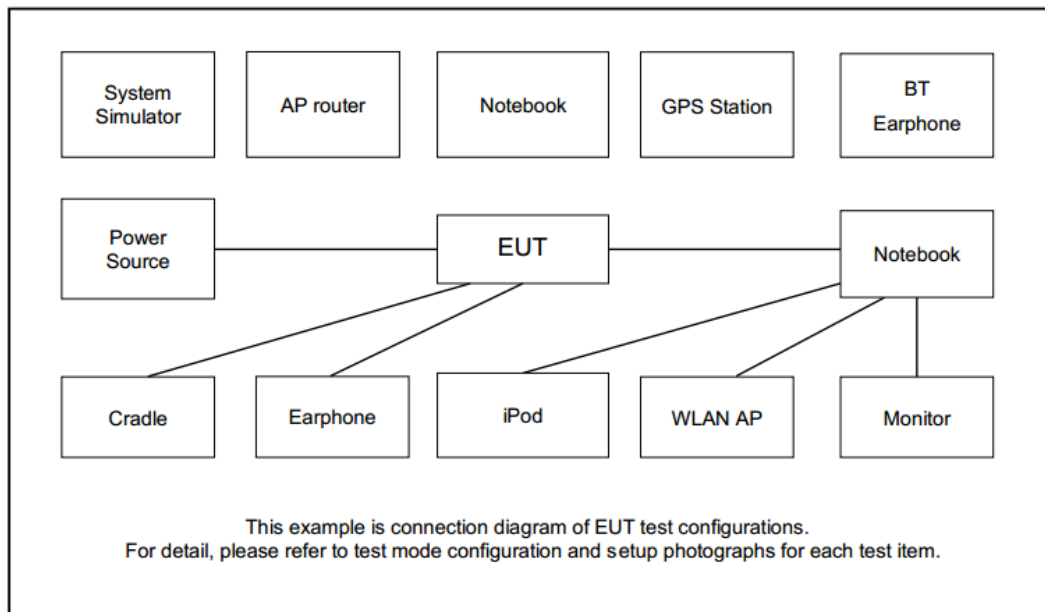 System
Simulator
AP router
Notebook
GPS Station
BT
Earphone
Power
Source
EUT
Notebook
Cradle
Earphone
iPod
WLAN AP
Monitor
This example is connection diagram of EUT test configurations.
For detail, please refer to test mode configuration and setup photographs for each test item.